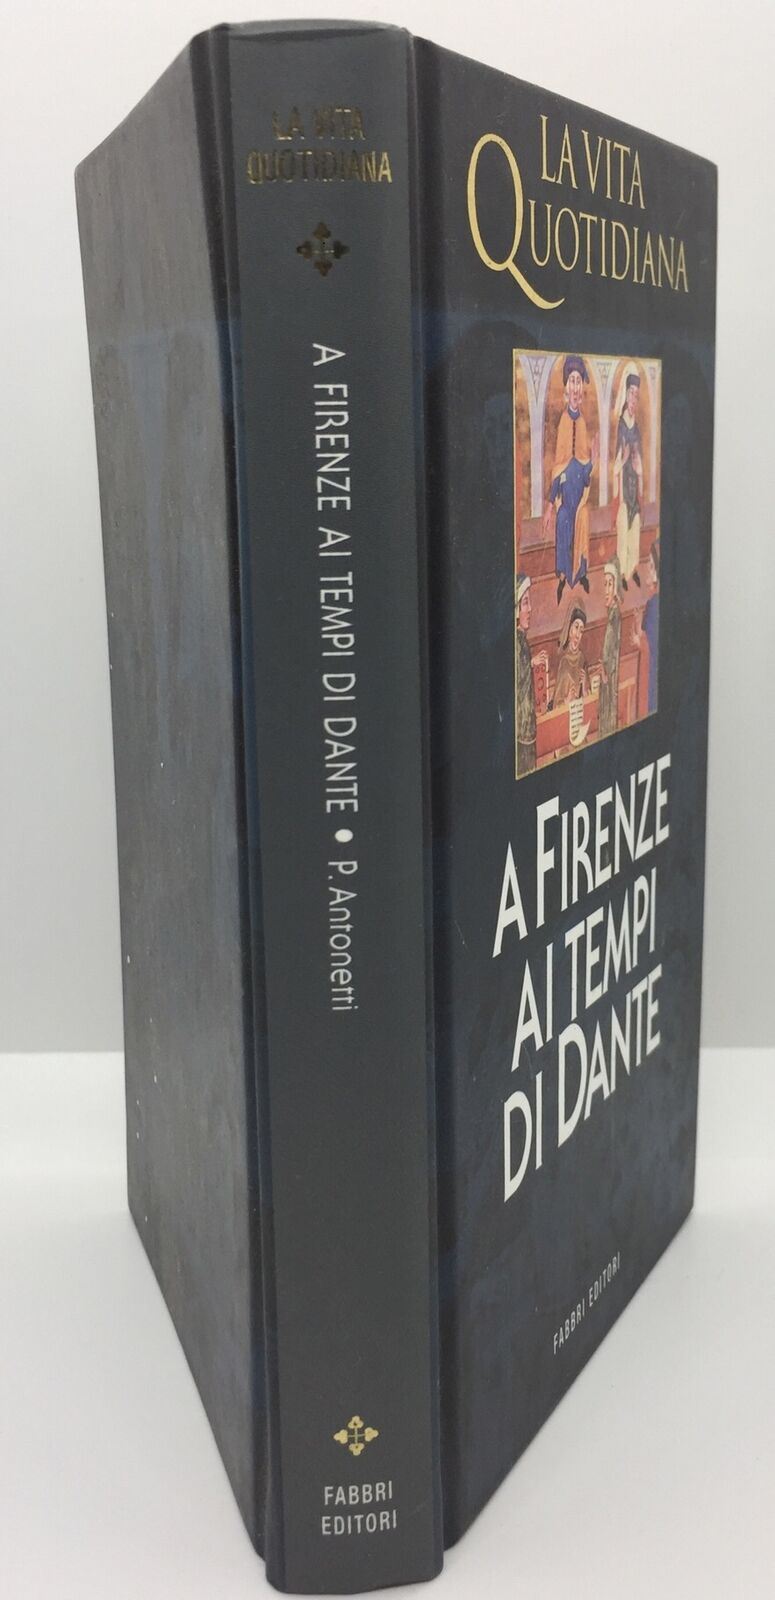 LA VITA
QUOTIDIANA
A FIRENZE AI TEMPI DI DANTE • P. Antonetti
FABBRI
EDITORI
LA VITA
QUOTIDIANA
A FIRENZE
AI TEMPI
DI DANTE
FABBRI EDITORI